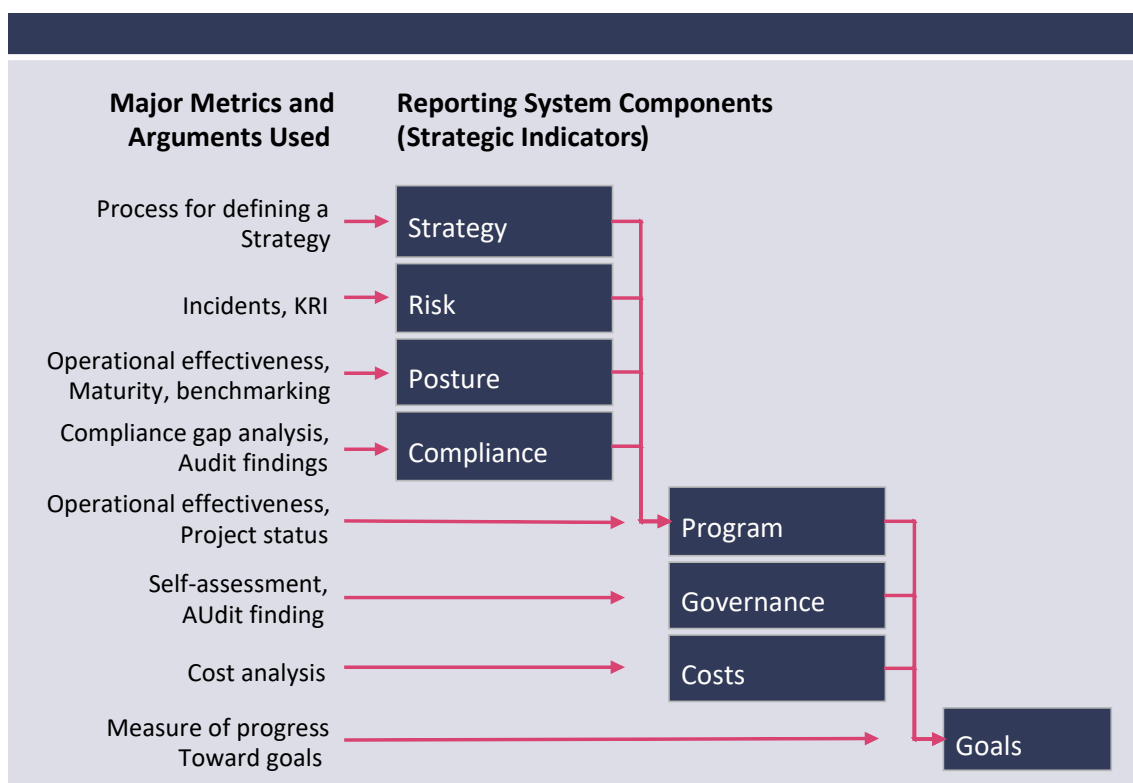 Major Metrics and
Arguments Used
Reporting System Components
(Strategic Indicators)
Process for defining a
Strategy
Strategy
Incidents, KRI
Risk
Operational effectiveness,
Maturity, benchmarking
Posture
Compliance gap analysis,
Audit findings
Compliance
Operational effectiveness,
Project status
Program
Self-assessment,
AUdit finding
Governance
Cost analysis
Costs
Measure of progress
Toward goals
Goals